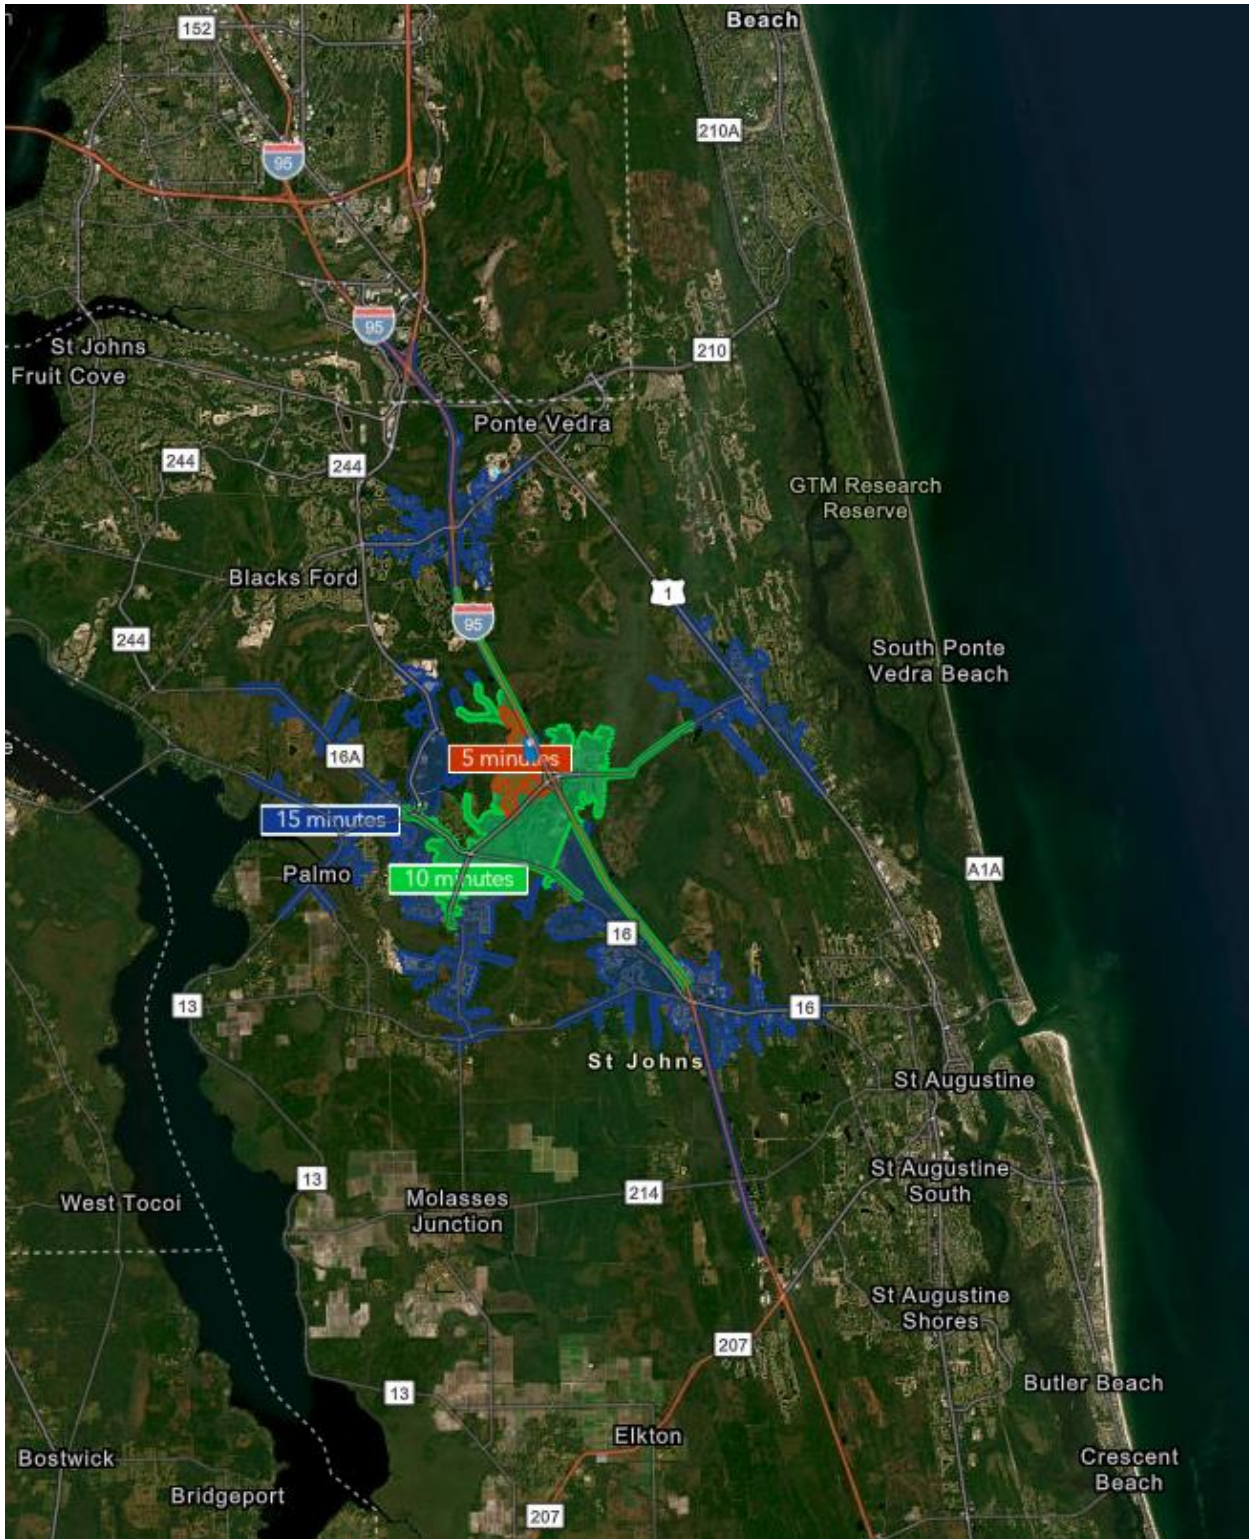 Beach
152
210A
95
95
210
St Johns
Fruit Cove
Ponte Vedra
244
244
GTM Research
Reserve
Blacks Ford
1
95
244
South Ponte
Vedra Beach
16A
5 minutes
15 minutes
Palmo
10 minutes
A1A
16
13
16
St Johns
St Augustine
13
214
St Augustine
South
West Tocoi
Molasses
Junction
St Augustine
Shores
207
13
Butler Beach
Elkton
Bostwick
Crescent
Beach
Bridgeport
207